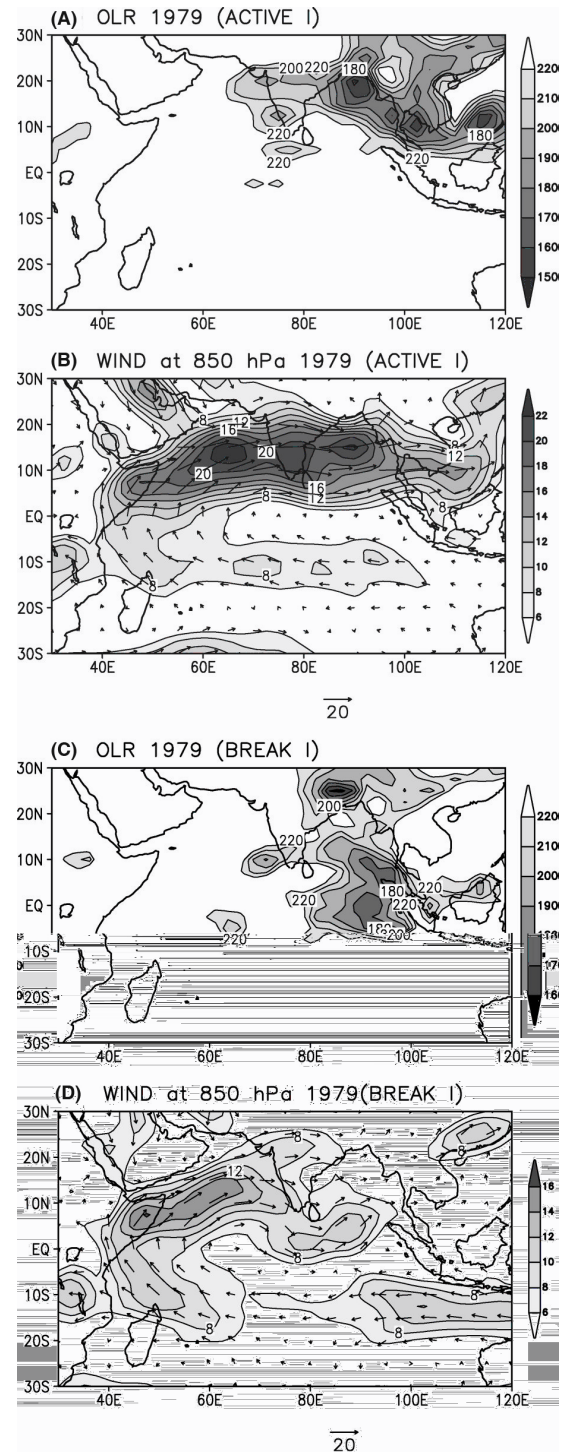 (A) OLR 1979 (ACTIVE I)
30N
20N
10N
EQ
10S
20S
30S
200 220
180
220
220
220
180
40E 60E 80E 100E 120E
2200
2100
2000
1900
1800
1700
1600
1500
(B) WIND at 850 hPa 1979 (ACTIVE I)
30N
20N
10N
EQ
10S
20S
30S
8 12
16
20
20
16
12
8
8
12
8
8
8
40E 60E 80E 100E 120E
22
20
18
16
14
12
10
8
6
20
(C) OLR 1979 (BREAK I)
30N
20N
10N
EQ
10S
20S
30S
200
220
220
180
220
220
220
40E 60E 80E 100E 120E
2200
2100
2000
1900
(D) WIND at 850 hPa 1979(BREAK I)
30N
20N
10N
EQ
10S
20S
30S
8
12
8
8
8
8
8
40E 60E 80E 100E 120E
14
12
10
8
6
20